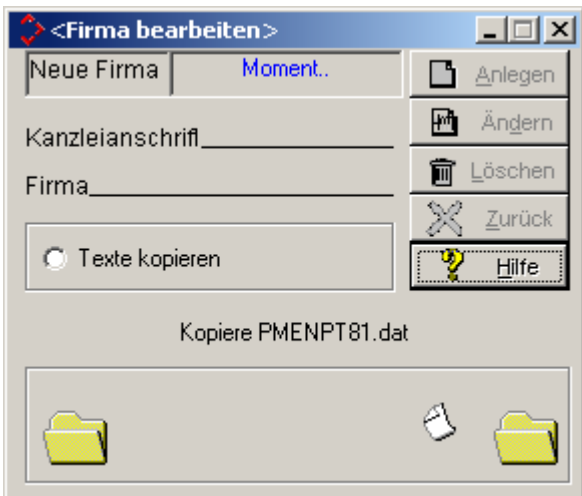 <Firma bearbeiten>
Neue Firma Moment..
Anlegen
Ändern
Kanzleianschrift
Löschen
Firma
Zurück
Texte kopieren
Hilfe
Kopiere PMENPT81.dat